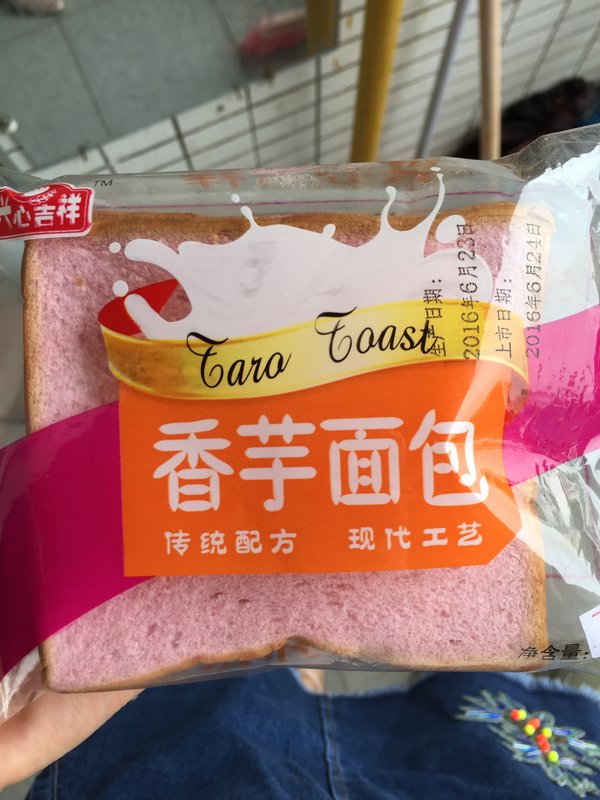 兴心吉祥
TM
Taro Toast
香芋面包
传统配方 现代工艺
生产日期:
2016年6月23日
上市日期:
2016年6月24日
净含量: